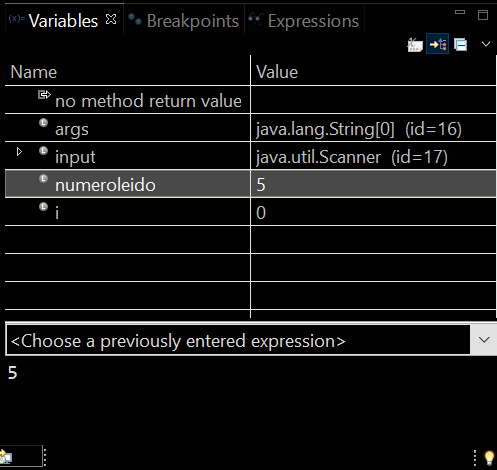 (x)= Variables Breakpoints Expressions
Name Value
no method return value
args java.lang.String[0] (id=16)
input java.util.Scanner (id=17)
numeroleido 5
i 0
<Choose a previously entered expression>
5